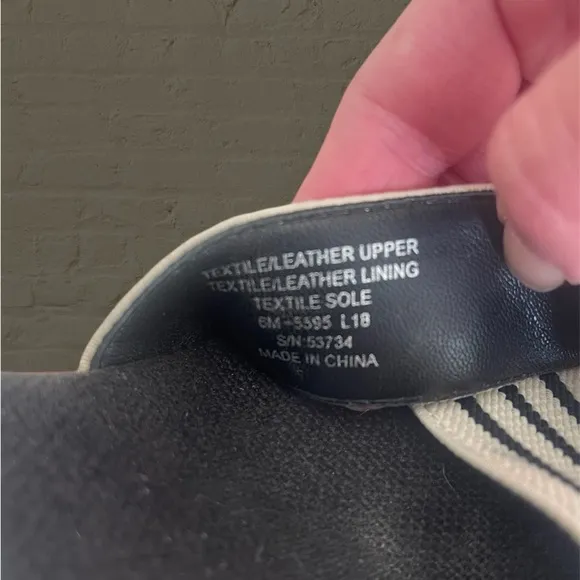 TEXTILE/LEATHER UPPER
TEXTILE/LEATHER LINING
TEXTILE SOLE
6M-5595 L18
S/N:53734
MADE IN CHINA